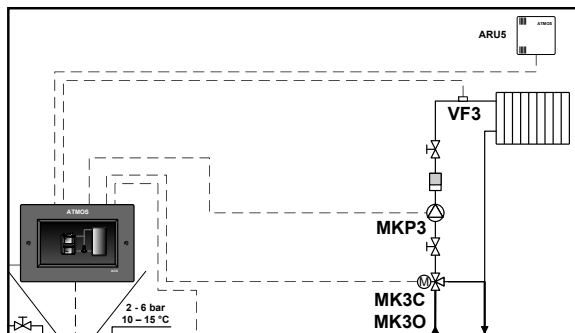 ARU5
ATMOS
VF3
MKP3
ATMOS
M
MK3C
MK3O
2 - 6 bar
10 – 15 °C